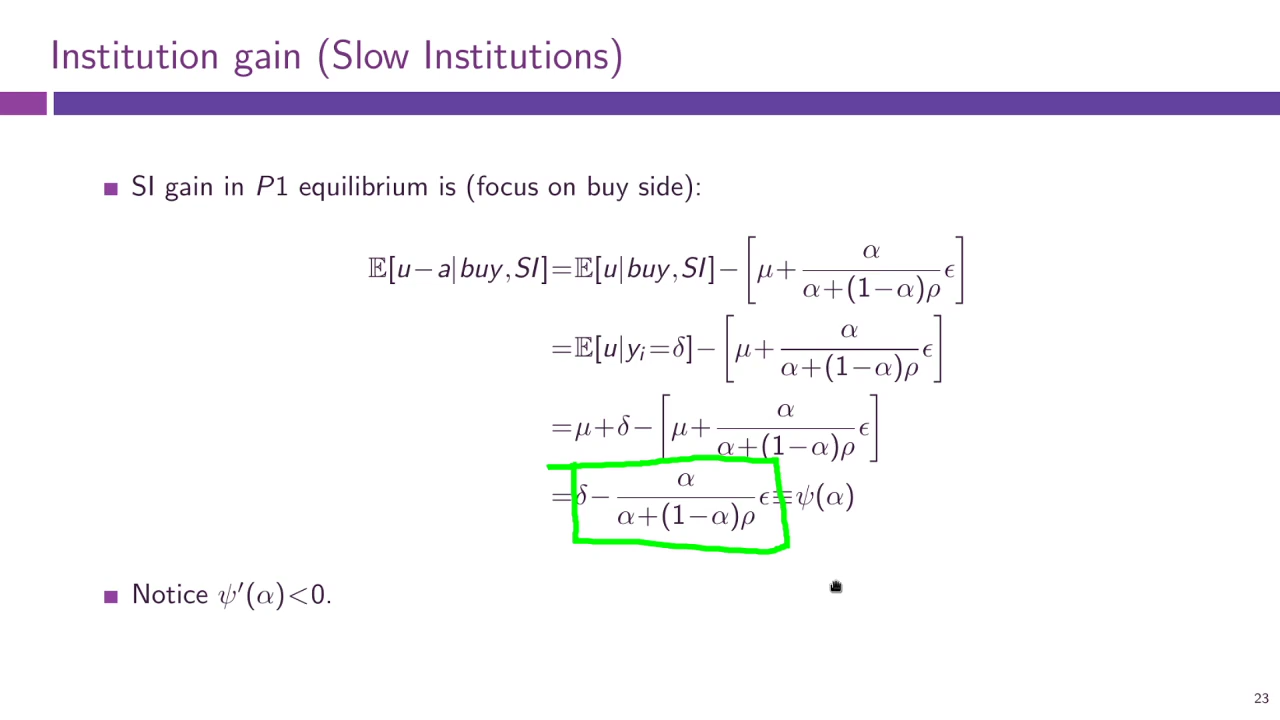 Institution gain (Slow Institutions)
■ SI gain in P1 equilibrium is (focus on buy side):
𝔼[u−a|buy,SI]=𝔼[u|buy,SI]−[μ+ α/(α+(1−α)ρ) ϵ]
=𝔼[u|yᵢ=δ]−[μ+ α/(α+(1−α)ρ) ϵ]
=μ+δ−[μ+ α/(α+(1−α)ρ) ϵ]
=δ− α/(α+(1−α)ρ) ϵ≡ψ(α)
■ Notice ψ′(α)<0.
23